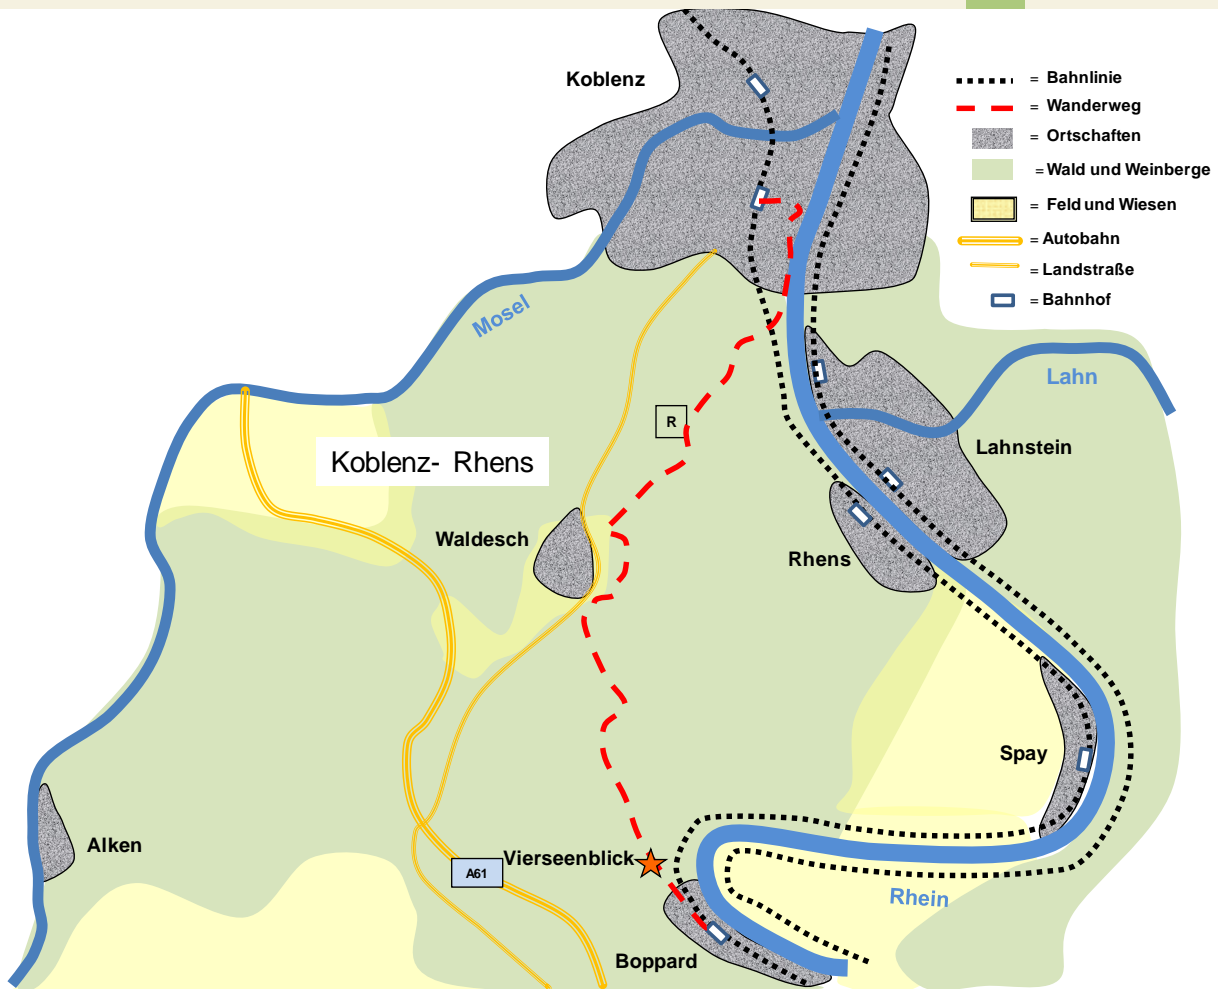 Koblenz
= Bahnlinie
= Wanderweg
= Ortschaften
= Wald und Weinberge
= Feld und Wiesen
= Autobahn
= Landstraße
= Bahnhof
Mosel
Lahn
R
Lahnstein
Koblenz- Rhens
Waldesch
Rhens
Spay
Alken
Vierseenblick
A61
Rhein
Boppard